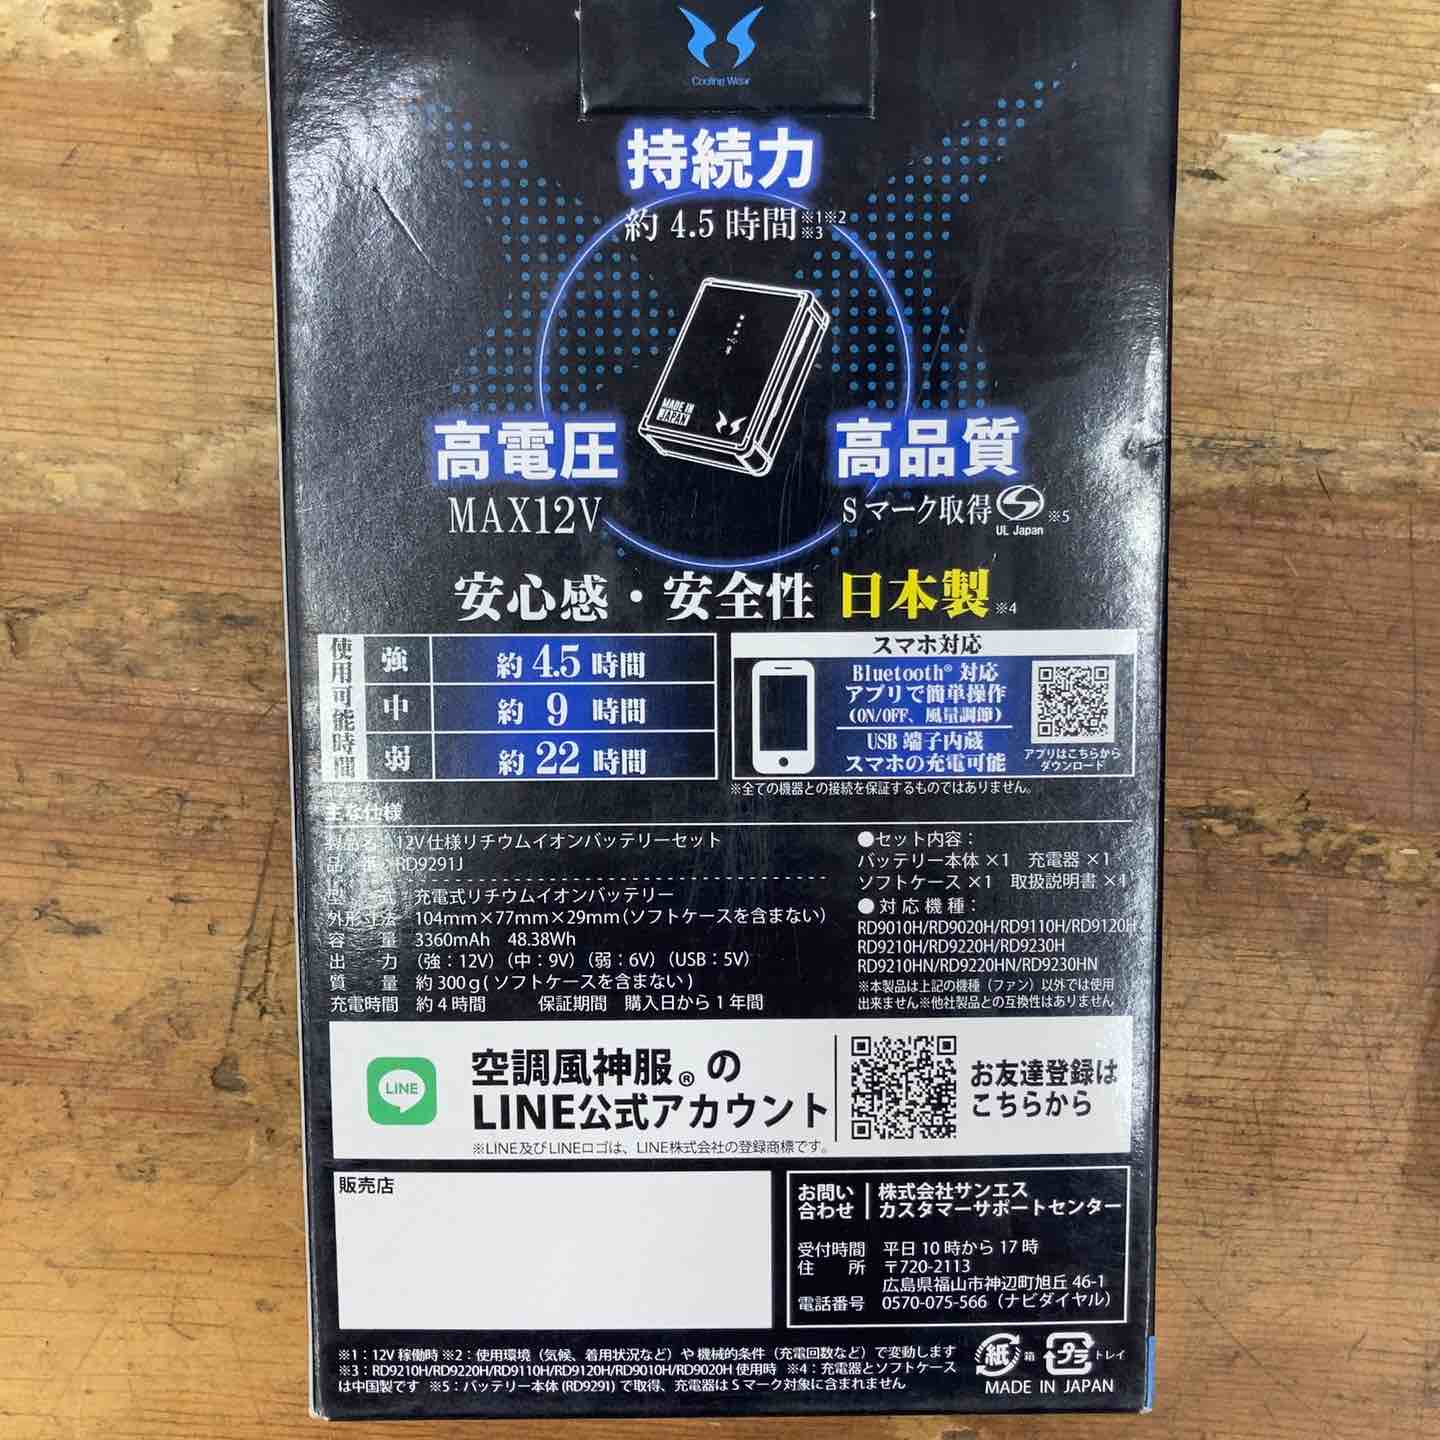 Cooling Wear
持続力
約 4.5 時間 ※1※2 ※3
MADE IN JAPAN
高電圧
MAX12V
高品質
S マーク取得 ※5
UL Japan
安心感・安全性 日本製 ※4
使用可能時間
強 約 4.5 時間
中 約 9 時間
弱 約 22 時間
スマホ対応
Bluetooth® 対応
アプリで簡単操作
(ON/OFF、風量調節)
USB 端子内蔵
スマホの充電可能
アプリはこちらから
ダウンロード
※全ての機器との接続を保証するものではありません。
主な仕様
製品名:12V仕様リチウムイオンバッテリーセット
品 番:RD9291J
型 式 充電式リチウムイオンバッテリー
外形寸法 104mm×77mm×29mm(ソフトケースを含まない)
容 量 3360mAh 48.38Wh
出 力 (強:12V)(中:9V)(弱:6V)(USB:5V)
質 量 約300g(ソフトケースを含まない)
充電時間 約4時間 保証期間 購入日から1年間
●セット内容:
バッテリー本体 ×1 充電器 ×1
ソフトケース ×1 取扱説明書 ×1
●対応機種:
RD9010H/RD9020H/RD9110H/RD9120H
RD9210H/RD9220H/RD9230H
RD9210HN/RD9220HN/RD9230HN
※本製品は上記の機種(ファン)以外では使用
出来ません※他社製品との互換性はありません
LINE
空調風神服®の
LINE公式アカウント
※LINE及びLINEロゴは、LINE株式会社の登録商標です。
お友達登録は
こちらから
販売店
お問い合わせ
株式会社サンエス
カスタマーサポートセンター
受付時間 平日10時から17時
住 所 〒720-2113
広島県福山市神辺町旭丘 46-1
電話番号 0570-075-566(ナビダイヤル)
※1:12V 稼働時 ※2:使用環境(気候、着用状況など)や機械的条件(充電回数など)で変動します
※3:RD9210H/RD9220H/RD9110H/RD9120H/RD9010H/RD9020H 使用時 ※4:充電器とソフトケース
は中国製です ※5:バッテリー本体(RD9291)で取得、充電器はSマーク対象に含まれません
紙 箱 プラ トレイ
MADE IN JAPAN